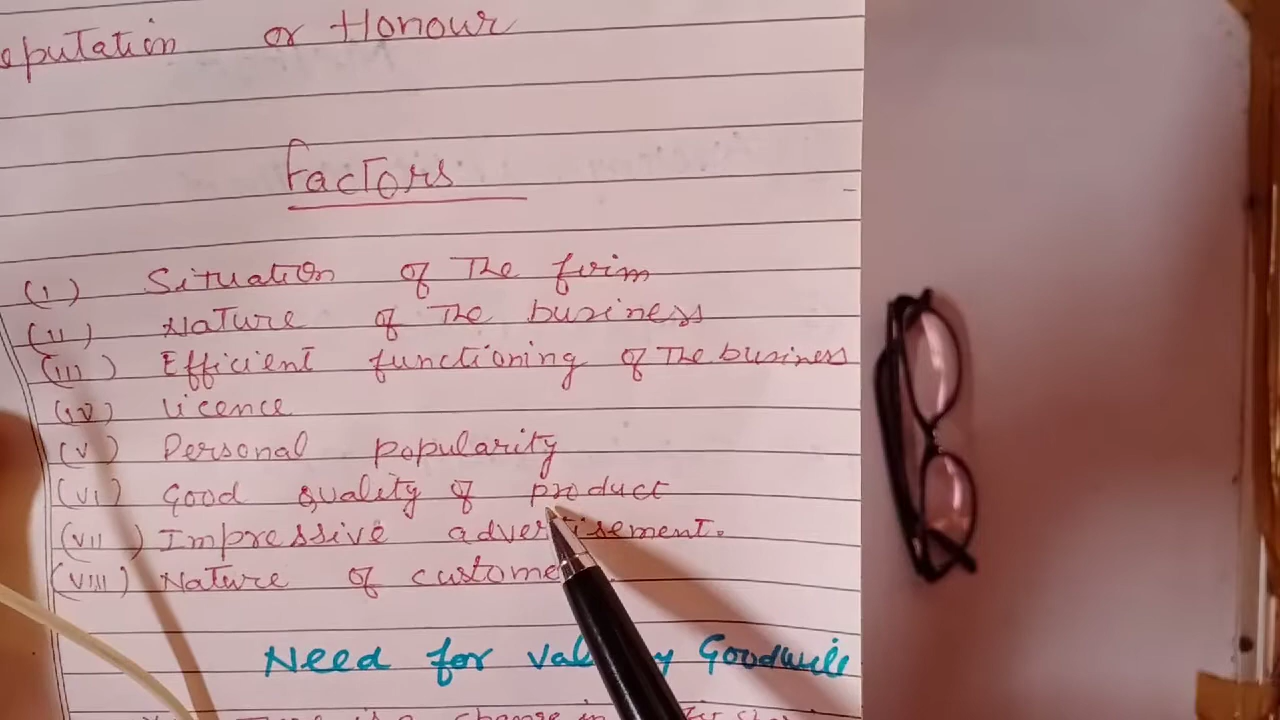 eputation or Honour
Factors
(i) Situation of The firm
(ii) Nature of The business
(iii) Efficient functioning of The business
(iv) Licence
(v) Personal popularity
(vi) Good quality of product
(vii) Impressive advertisement.
(viii) Nature of custome
Need for Goodwill
change in